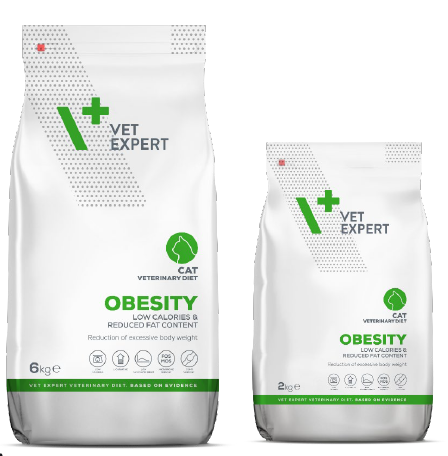 VET
EXPERT
CAT
VETERINARY DIET
OBESITY
LOW CALORIES &
REDUCED FAT CONTENT
Reduction of excessive body weight
FOS
MOS
6kg e
VET EXPERT VETERINARY DIET. BASED ON EVIDENCE
VET
EXPERT
CAT
VETERINARY DIET
OBESITY
LOW CALORIES &
REDUCED FAT CONTENT
Reduction of excessive body weight
2kg e
VET EXPERT VETERINARY DIET. BASED ON EVIDENCE